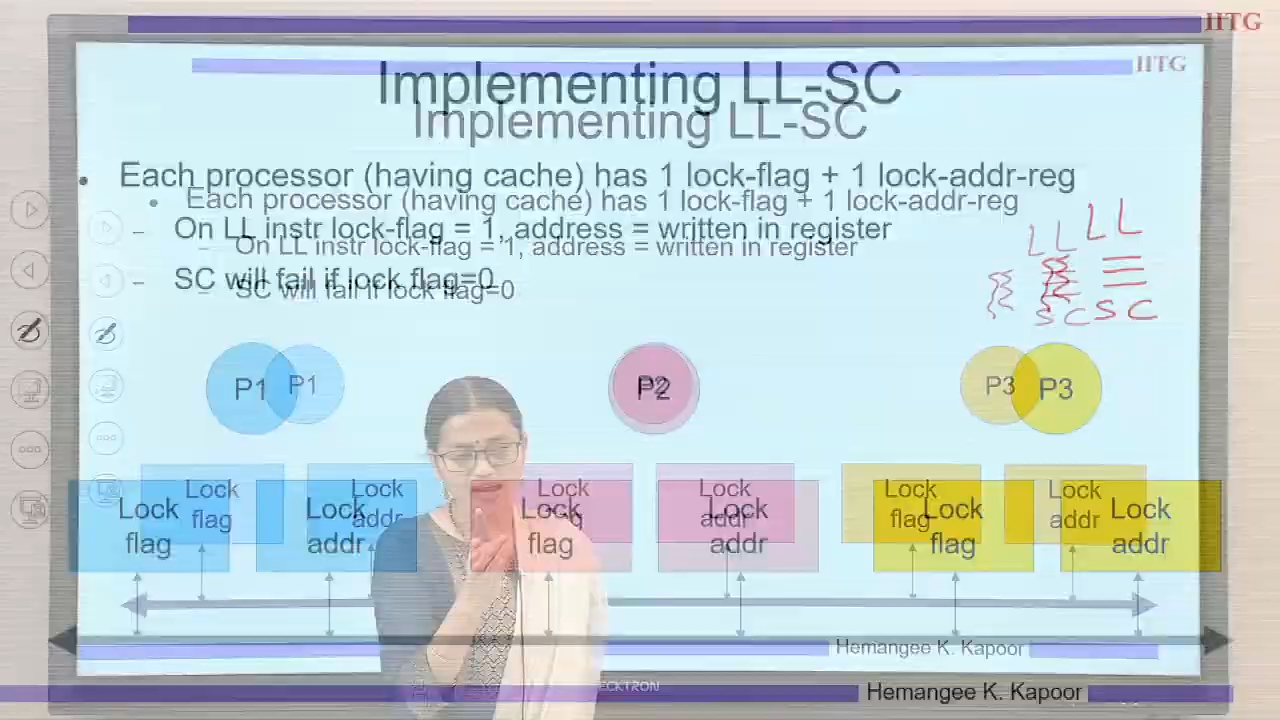 IITG
IITG
Implementing LL-SC
Implementing LL-SC
• Each processor (having cache) has 1 lock-flag + 1 lock-addr-reg
• Each processor (having cache) has 1 lock-flag + 1 lock-addr-reg
– On LL instr lock-flag = 1, address = written in register
– On LL instr lock-flag = 1, address = written in register
– SC will fail if lock flag=0
– SC will fail if lock flag=0
LL LL
SC SC
P1 P1 P2 P2 P3 P3
Lock flag Lock addr Lock flag Lock addr Lock flag Lock addr
Lock flag Lock addr Lock flag Lock addr Lock flag Lock addr
Hemangee K. Kapoor
Hemangee K. Kapoor